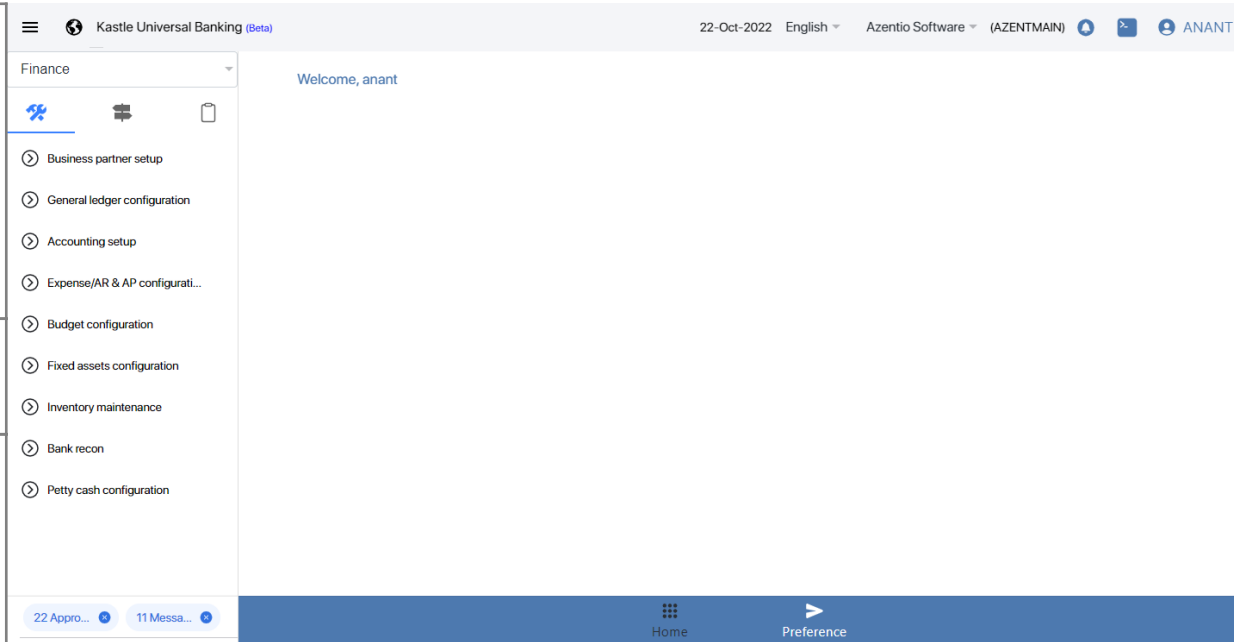 Kastle Universal Banking (Beta)
22-Oct-2022 English Azentio Software (AZENTMAIN) ANANT
Finance
Welcome, anant
Business partner setup
General ledger configuration
Accounting setup
Expense/AR & AP configurati...
Budget configuration
Fixed assets configuration
Inventory maintenance
Bank recon
Petty cash configuration
22 Appro... 11 Messa...
Home Preference